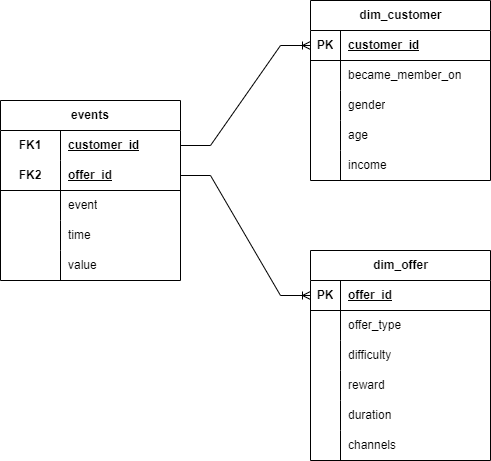 dim_customer
PK customer_id
became_member_on
gender
age
income
events
FK1 customer_id
FK2 offer_id
event
time
value
dim_offer
PK offer_id
offer_type
difficulty
reward
duration
channels